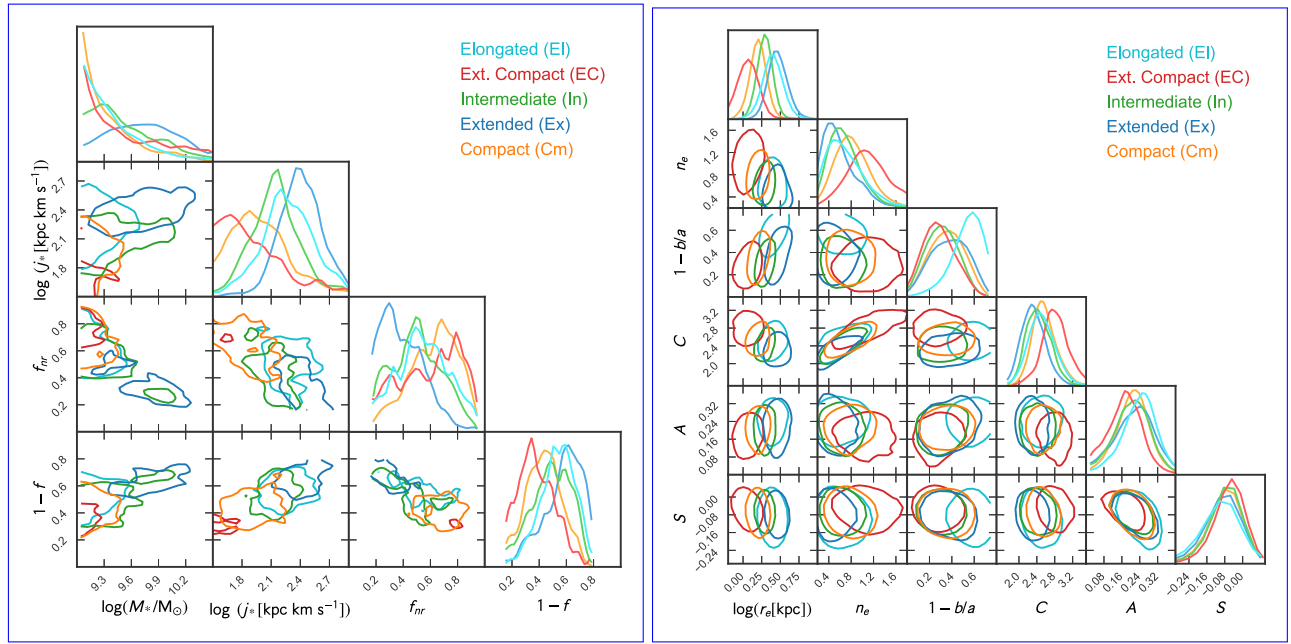 Elongated (El)
Ext. Compact (EC)
Intermediate (In)
Extended (Ex)
Compact (Cm)
log (j* [kpc km s⁻¹)
2.7
2.4
2.1
1.8
f_nr
0.8
0.6
0.4
0.2
1 − f
0.8
0.6
0.4
0.2
9.3 9.6 9.9 10.2
1.8 2.1 2.4 2.7
0.2 0.4 0.6 0.8
0.2 0.4 0.6 0.8
log(M*/M⊙)
log (j* [kpc km s⁻¹)
f_nr
1 − f
Elongated (El)
Ext. Compact (EC)
Intermediate (In)
Extended (Ex)
Compact (Cm)
n_e
1.6
1.2
0.8
0.4
1 − b/a
0.6
0.4
0.2
C
3.2
2.8
2.4
2.0
A
0.32
0.24
0.16
0.08
S
0.00
−0.08
−0.16
−0.24
0.00 0.25 0.50 0.75
0.4 0.8 1.2 1.6
0.2 0.4 0.6
2.0 2.4 2.8 3.2
0.08 0.16 0.24 0.32
−0.24 −0.16 −0.08 0.00
log(r_e[kpc])
n_e
1 − b/a
C
A
S